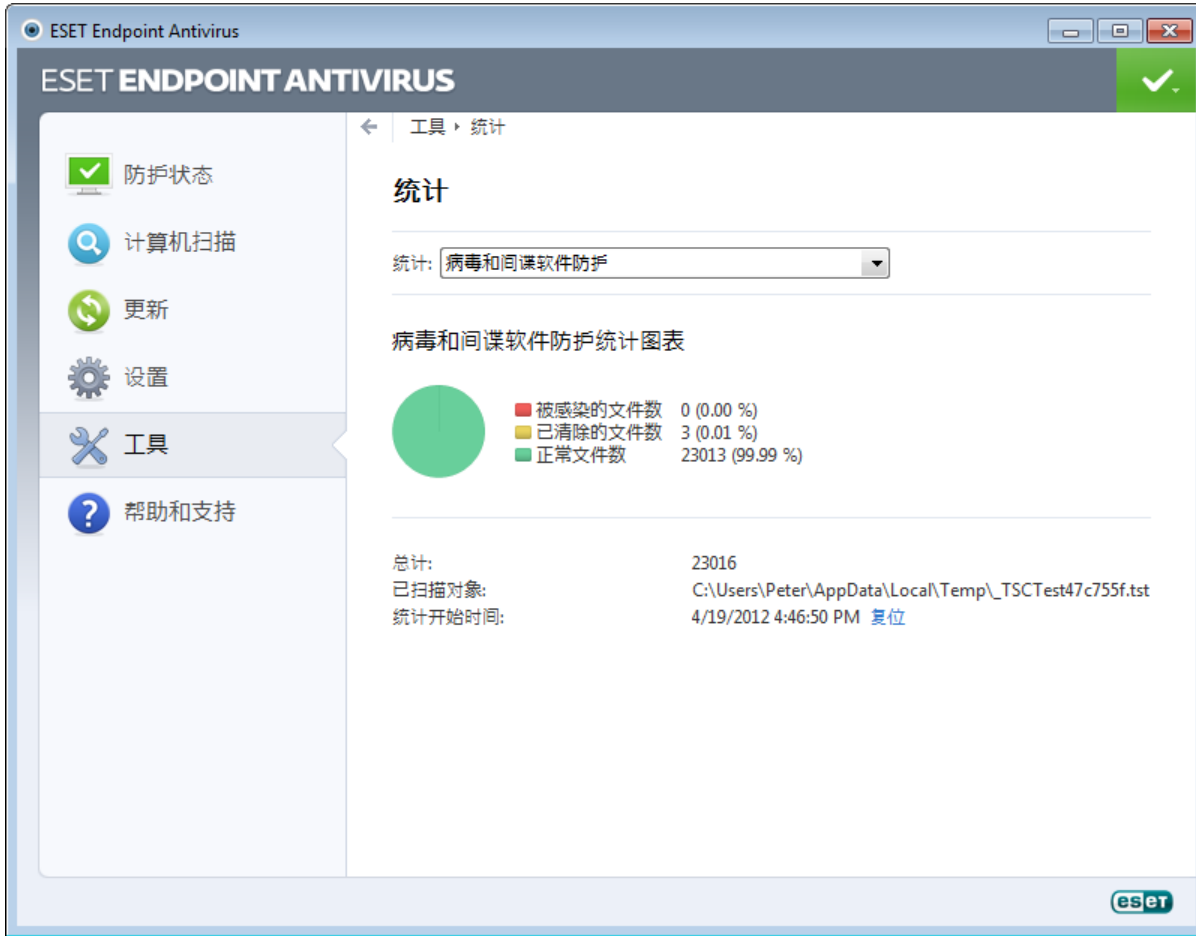 ESET Endpoint Antivirus
ESET ENDPOINT ANTIVIRUS
工具 统计
防护状态
计算机扫描
更新
设置
工具
帮助和支持
统计
统计: 病毒和间谍软件防护
病毒和间谍软件防护统计图表
被感染的文件数 0 (0.00 %)
已清除的文件数 3 (0.01 %)
正常文件数 23013 (99.99 %)
总计: 23016
已扫描对象: C:\Users\Peter\AppData\Local\Temp\_TSCTest47c755f.tst
统计开始时间: 4/19/2012 4:46:50 PM 复位
eset